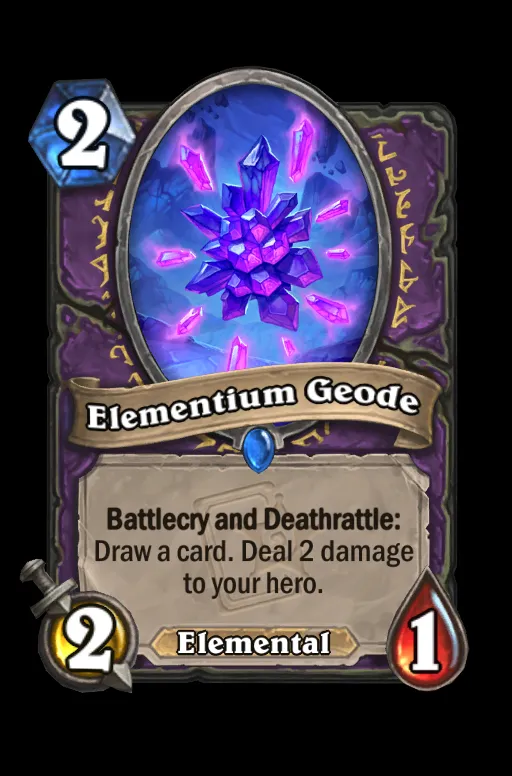 2
Elementium Geode
Battlecry and Deathrattle:
Draw a card. Deal 2 damage
to your hero.
2
Elemental
1